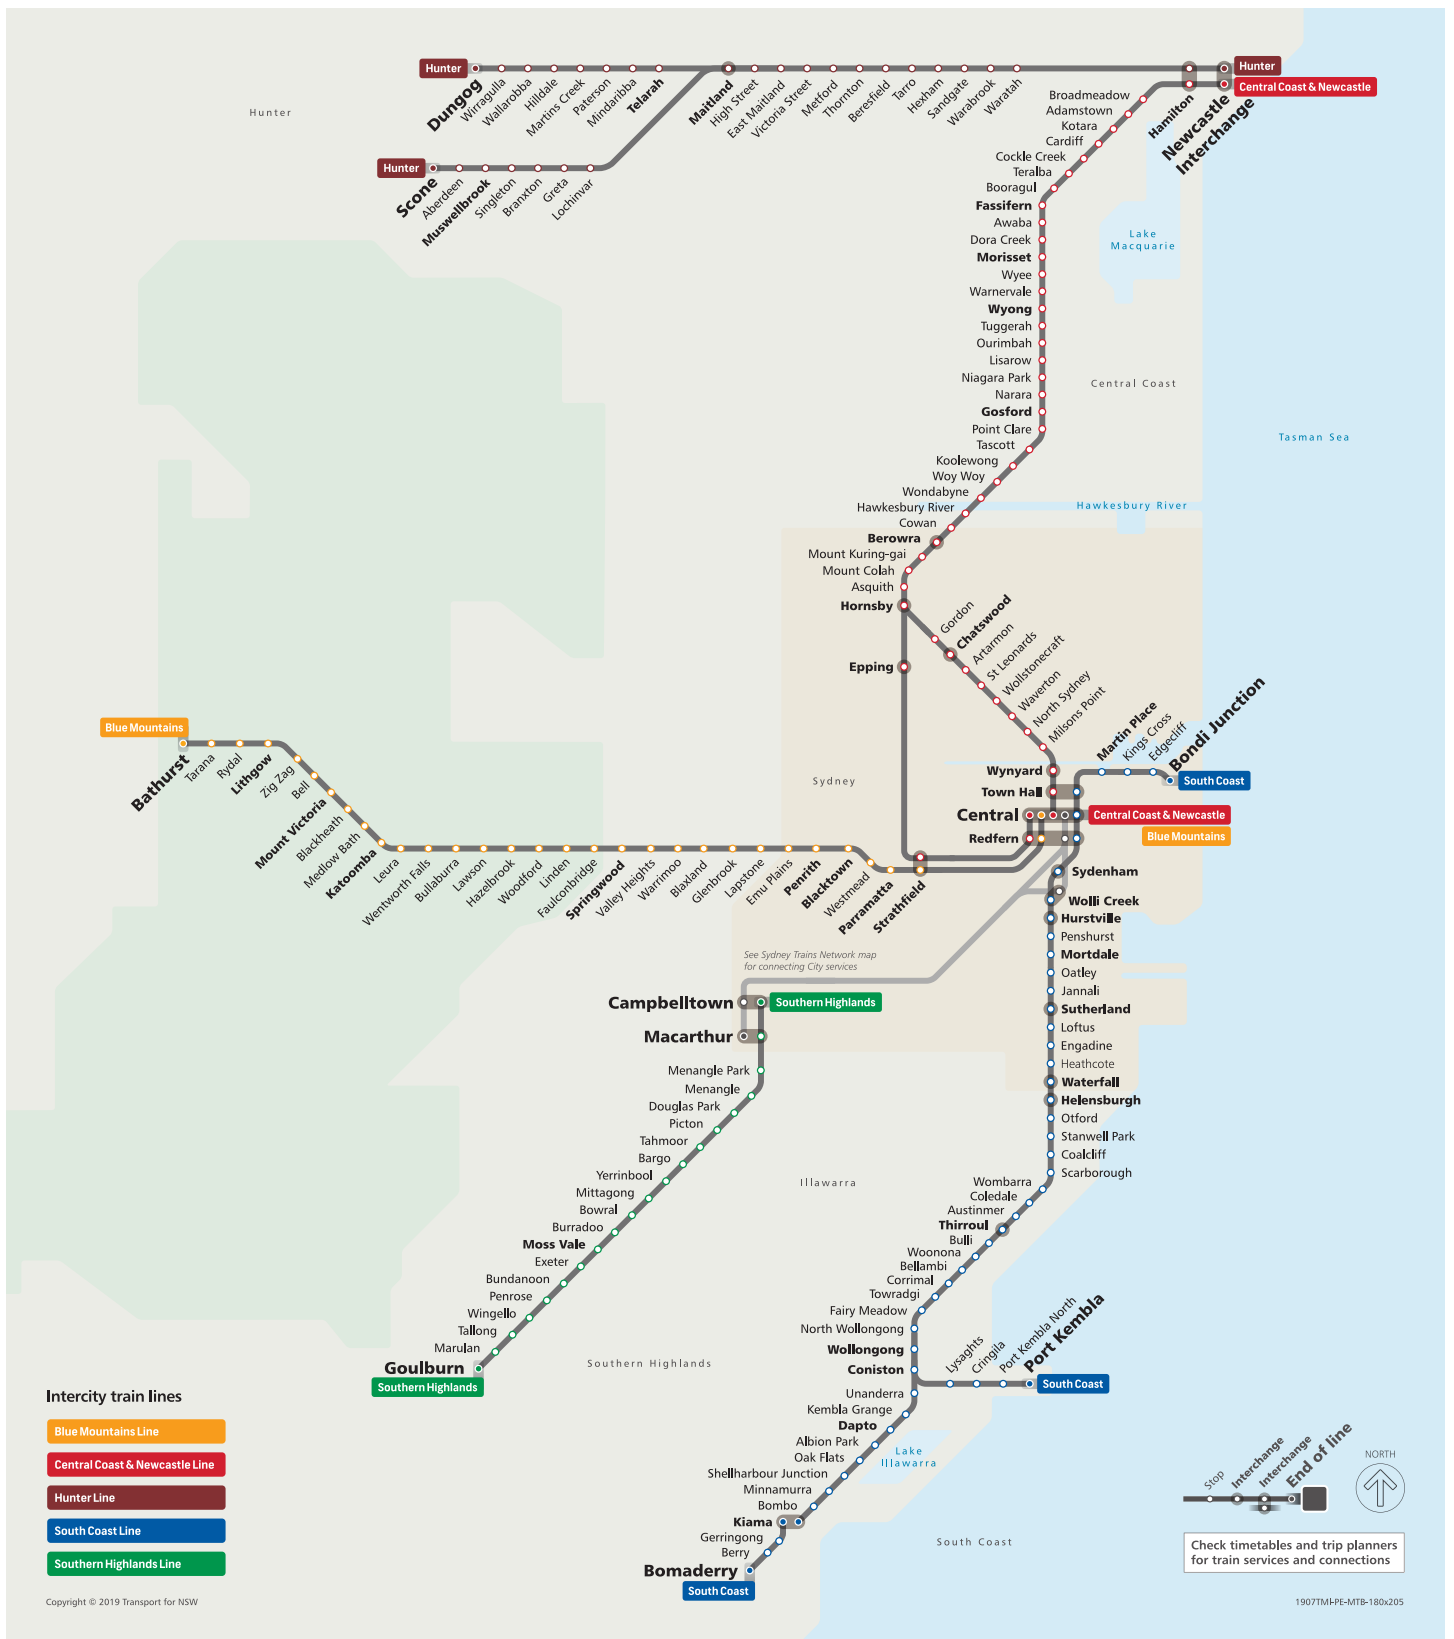 Hunter
Dungog
Wirragulla
Wallarobba
Hilldale
Martins Creek
Paterson
Mindaribba
Telarah
Maitland
High Street
East Maitland
Victoria Street
Metford
Thornton
Beresfield
Tarro
Hexham
Sandgate
Warabrook
Waratah
Hamilton
Newcastle
Interchange
Hunter
Central Coast & Newcastle
Hunter
Hunter
Scone
Aberdeen
Muswellbrook
Singleton
Branxton
Greta
Lochinvar
Broadmeadow
Adamstown
Kotara
Cardiff
Cockle Creek
Teralba
Booragul
Fassifern
Awaba
Dora Creek
Morisset
Wyee
Warnervale
Wyong
Tuggerah
Ourimbah
Lisarow
Niagara Park
Narara
Gosford
Point Clare
Tascott
Koolewong
Woy Woy
Wondabyne
Hawkesbury River
Cowan
Berowra
Mount Kuring-gai
Mount Colah
Asquith
Hornsby
Epping
Lake
Macquarie
Central Coast
Tasman Sea
Hawkesbury River
Gordon
Chatswood
Artarmon
St Leonards
Wollstonecraft
Waverton
North Sydney
Milsons Point
Wynyard
Town Hall
Central
Redfern
Sydney
Martin Place
Kings Cross
Edgecliff
Bondi Junction
South Coast
Central Coast & Newcastle
Blue Mountains
Blue Mountains
Bathurst
Tarana
Rydal
Lithgow
Zig Zag
Bell
Mount Victoria
Blackheath
Medlow Bath
Katoomba
Leura
Wentworth Falls
Bullaburra
Lawson
Hazelbrook
Woodford
Linden
Faulconbridge
Springwood
Valley Heights
Warrimoo
Blaxland
Glenbrook
Lapstone
Emu Plains
Penrith
Blacktown
Westmead
Parramatta
Strathfield
Sydenham
Wolli Creek
Hurstville
Penshurst
Mortdale
Oatley
Jannali
Sutherland
Loftus
Engadine
Heathcote
Waterfall
Helensburgh
Otford
Stanwell Park
Coalcliff
Scarborough
See Sydney Trains Network map
for connecting City services
Campbelltown
Southern Highlands
Macarthur
Menangle Park
Menangle
Douglas Park
Picton
Tahmoor
Bargo
Yerrinbool
Mittagong
Bowral
Burradoo
Moss Vale
Exeter
Bundanoon
Penrose
Wingello
Tallong
Marulan
Goulburn
Southern Highlands
Illawarra
Southern Highlands
Wombarra
Coledale
Austinmer
Thirroul
Bulli
Woonona
Bellambi
Corrimal
Towradgi
Fairy Meadow
North Wollongong
Wollongong
Coniston
Lysaghts
Cringila
Port Kembla North
Port Kembla
South Coast
Unanderra
Kembla Grange
Dapto
Albion Park
Oak Flats
Shellharbour Junction
Minnamurra
Bombo
Kiama
Gerringong
Berry
Bomaderry
South Coast
Lake
Illawarra
South Coast
Intercity train lines
Blue Mountains Line
Central Coast & Newcastle Line
Hunter Line
South Coast Line
Southern Highlands Line
Copyright © 2019 Transport for NSW
Stop
Interchange
Interchange
End of line
NORTH
Check timetables and trip planners
for train services and connections
1907TMI-PE-MTB-180x205